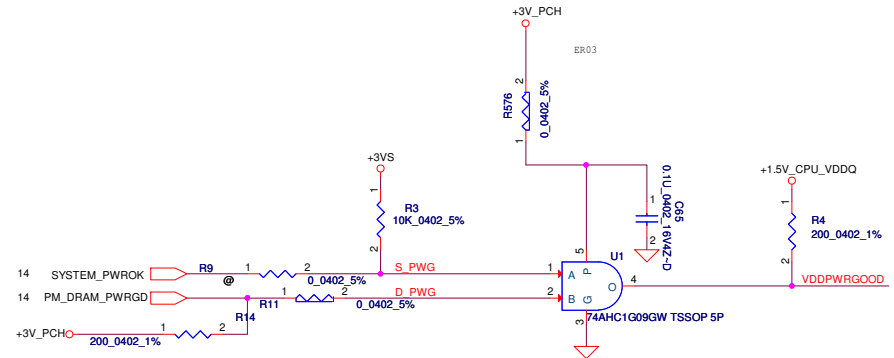 +3V_PCH
ER03
2
R576
0_0402_5%
1
+3VS
1
R3
10K_0402_5%
2
1
C65
0.1U_0402_16V4Z~D
2
+1.5V_CPU_VDDQ
1
R4
200_0402_1%
2
5
U1
14 SYSTEM_PWROK
R9
@
1
2
0_0402_5%
S_PWG
1
A
P
O
4
VDDPWRGOOD
14 PM_DRAM_PWRGD
R11
1
2
0_0402_5%
D_PWG
2
B
G
3
74AHC1G09GW TSSOP 5P
R14
+3V_PCH
1
2
200_0402_1%